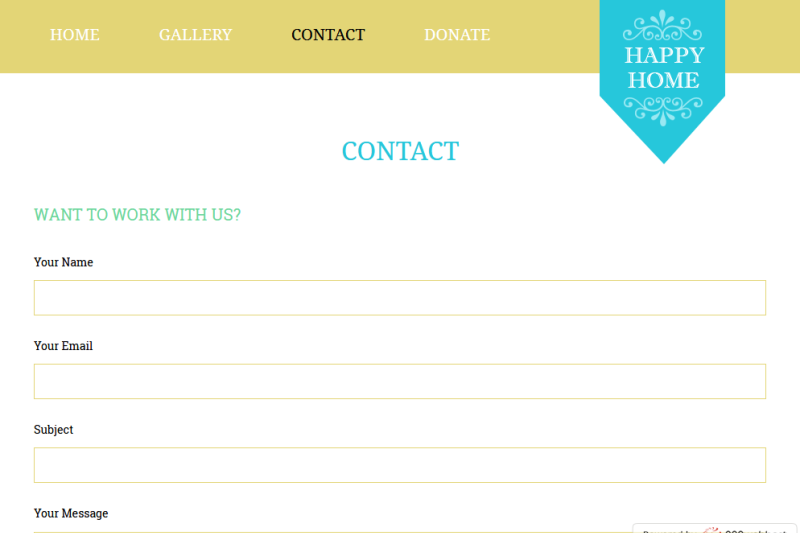 HOME GALLERY CONTACT DONATE
HAPPY
HOME
CONTACT
WANT TO WORK WITH US?
Your Name
Your Email
Subject
Your Message